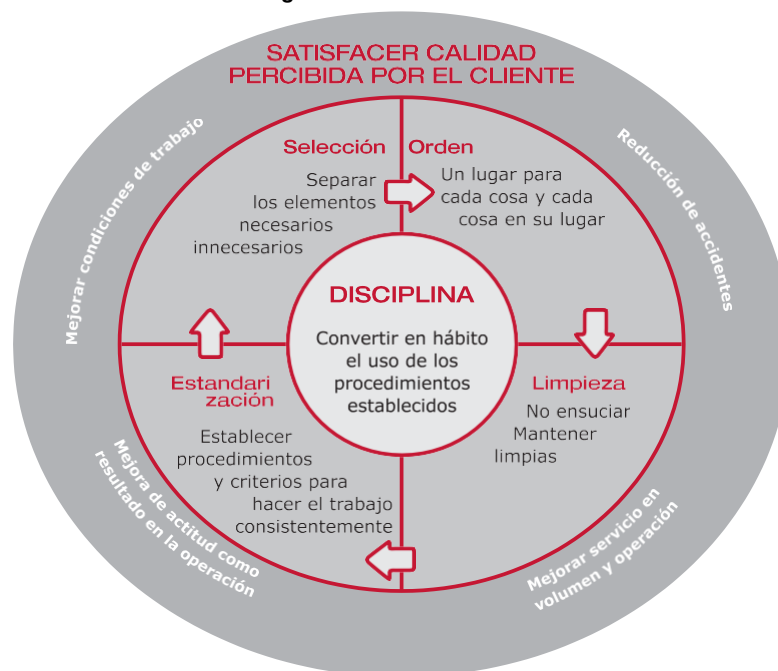 SATISFACER CALIDAD
PERCIBIDA POR EL CLIENTE
Mejorar condiciones de trabajo
Reducción de accidentes
Selección
Separar
los elementos
necesarios
innecesarios
Orden
Un lugar para
cada cosa y cada
cosa en su lugar
DISCIPLINA
Convertir en hábito
el uso de los
procedimientos
establecidos
Estandari
zación
Establecer
procedimientos
y criterios para
hacer el trabajo
consistentemente
Limpieza
No ensuciar
Mantener
limpias
Mejora de actitud como
resultado en la operación
Mejorar servicio en
volumen y operación